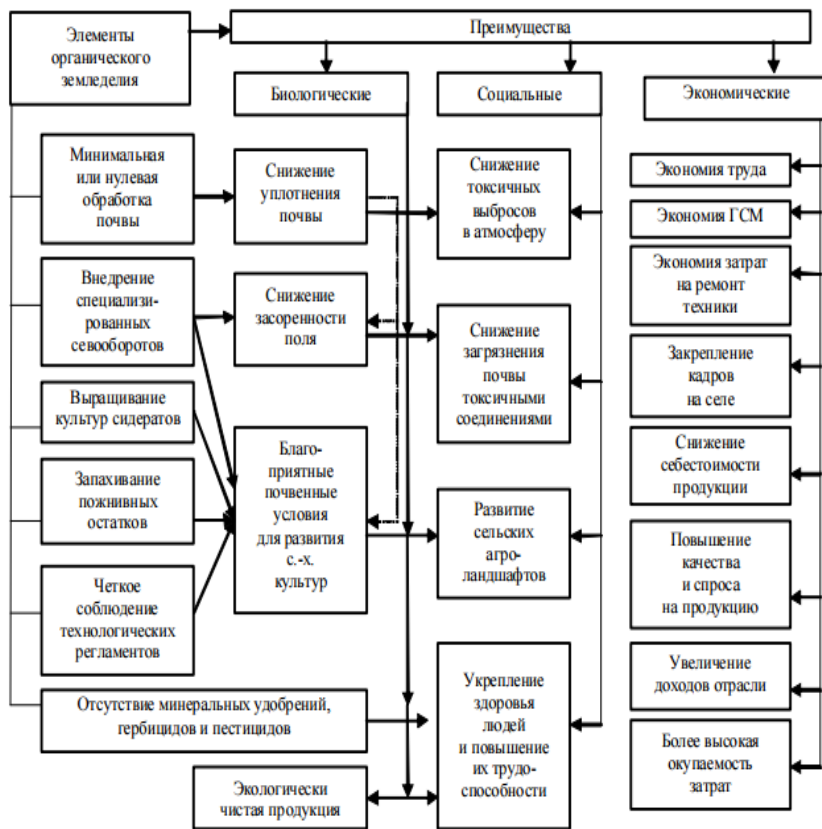 Элементы
органического
земледелия
Преимущества
Биологические
Социальные
Экономические
Минимальная
или нулевая
обработка
почвы
Снижение
уплотнения
почвы
Снижение
токсичных
выбросов
в атмосферу
Экономия труда
Экономия ГСМ
Экономия затрат
на ремонт
техники
Внедрение
специализи-
рованных
севооборотов
Снижение
засоренности
поля
Снижение
загрязнения
почвы
токсичными
соединениями
Закрепление
кадров
на селе
Выращивание
культур сидератов
Запахивание
пожнивных
остатков
Четкое
соблюдение
технологических
регламентов
Благо-
приятные
почвенные
условия
для развития
с.-х.
культур
Развитие
сельских
агро-
ландшафтов
Снижение
себестоимости
продукции
Повышение
качества
и спроса
на продукцию
Отсутствие минеральных удобрений,
гербицидов и пестицидов
Экологически
чистая продукция
Укрепление
здоровья
людей
и повышение
их трудо-
способности
Увеличение
доходов отрасли
Более высокая
окупаемость
затрат